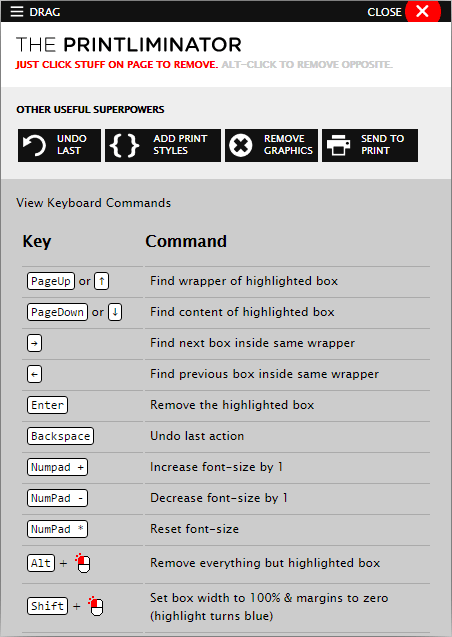 DRAG CLOSE
THE PRINTLIMINATOR
JUST CLICK STUFF ON PAGE TO REMOVE. ALT-CLICK TO REMOVE OPPOSITE.
OTHER USEFUL SUPERPOWERS
UNDO LAST
ADD PRINT STYLES
REMOVE GRAPHICS
SEND TO PRINT
View Keyboard Commands
Key Command
PageUp or ↑ Find wrapper of highlighted box
PageDown or ↓ Find content of highlighted box
→ Find next box inside same wrapper
← Find previous box inside same wrapper
Enter Remove the highlighted box
Backspace Undo last action
Numpad + Increase font-size by 1
NumPad - Decrease font-size by 1
NumPad * Reset font-size
Alt + Remove everything but highlighted box
Shift + Set box width to 100% & margins to zero
(highlight turns blue)